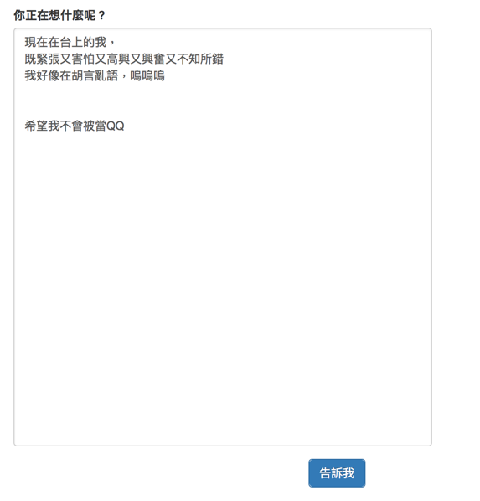 你正在想什麼呢？
現在在台上的我，
既緊張又害怕又高興又興奮又不知所錯
我好像在胡言亂語，嗚嗚嗚
希望我不會被當QQ
告訴我